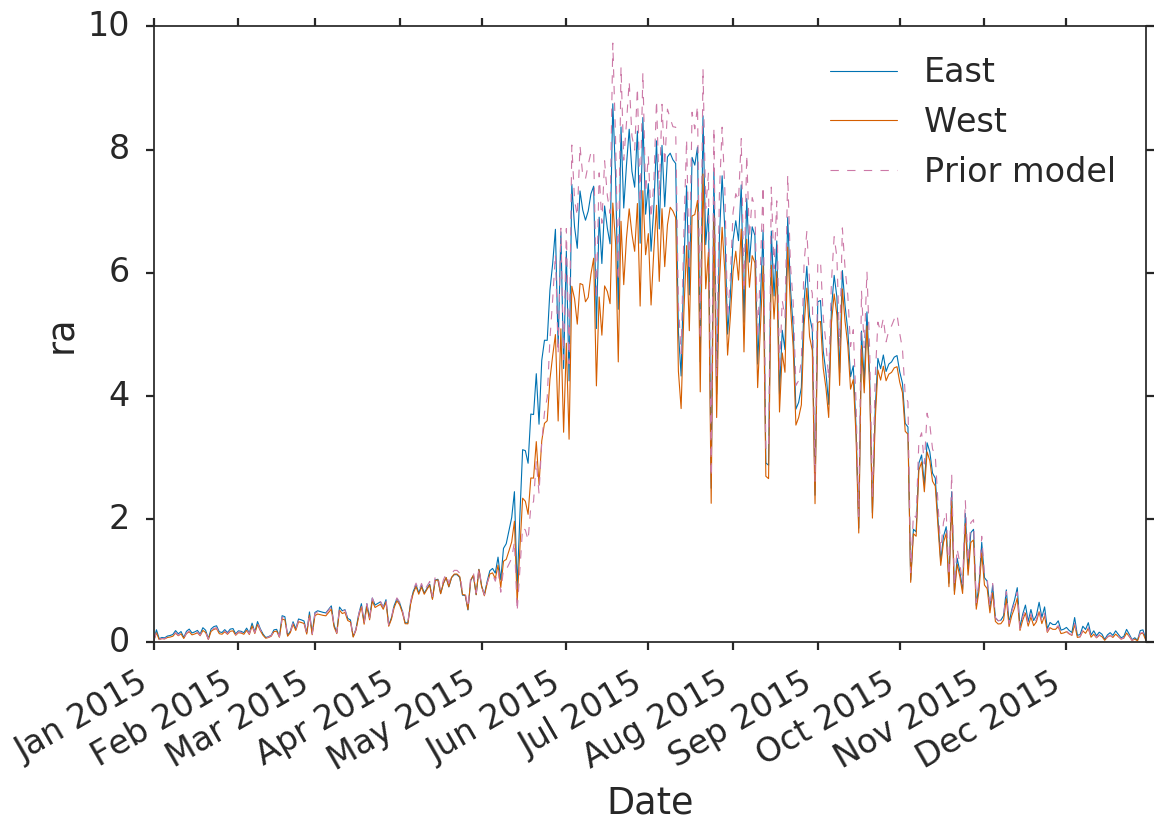 10
8
6
4
2
0
ra
East
West
Prior model
Jan 2015
Feb 2015
Mar 2015
Apr 2015
May 2015
Jun 2015
Jul 2015
Aug 2015
Sep 2015
Oct 2015
Nov 2015
Dec 2015
Date